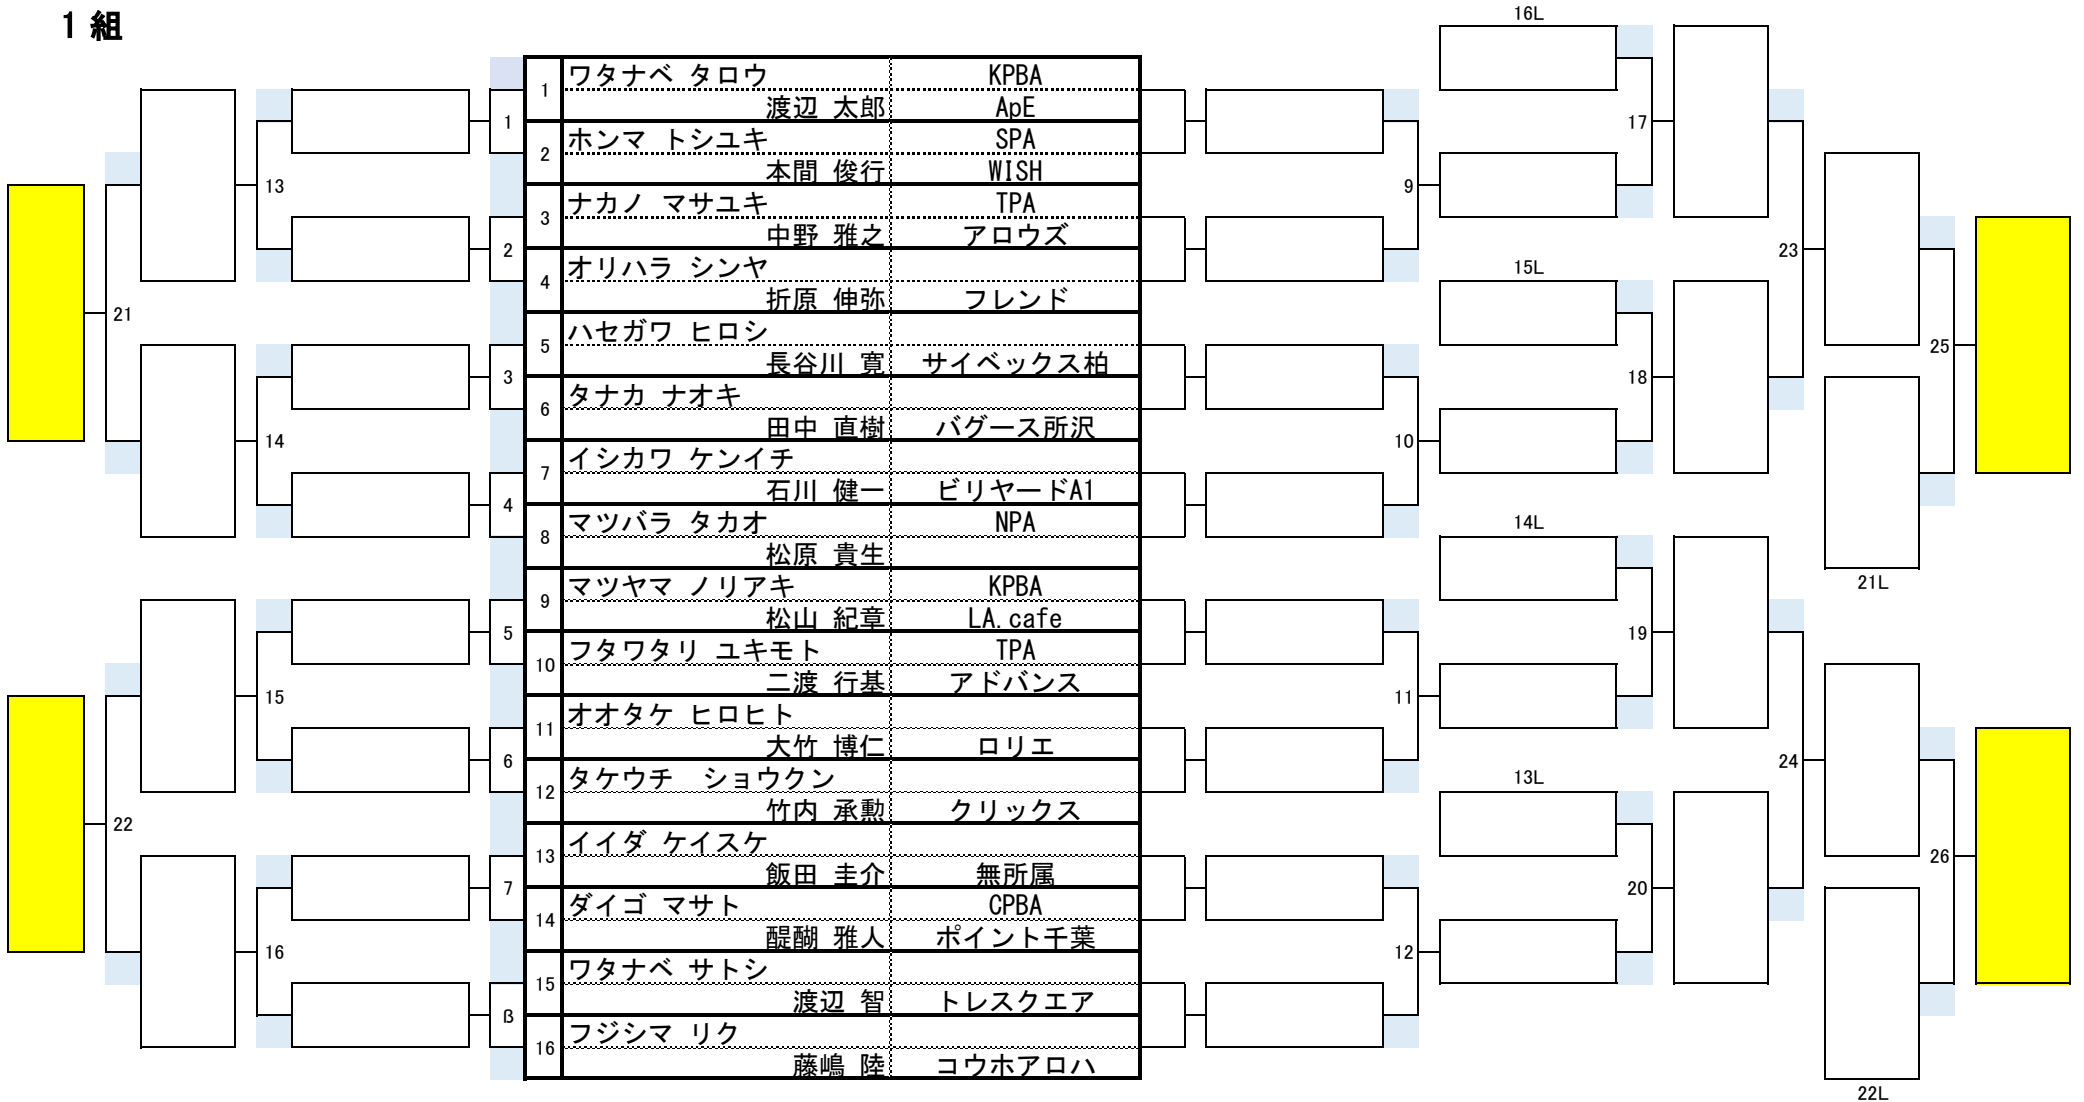 1 組
1 ワタナベ タロウ KPBA
渡辺 太郎 ApE
2 ホンマ トシユキ SPA
本間 俊行 WISH
3 ナカノ マサユキ TPA
中野 雅之 アロウズ
4 オリハラ シンヤ
折原 伸弥 フレンド
5 ハセガワ ヒロシ
長谷川 寛 サイベックス柏
6 タナカ ナオキ
田中 直樹 バグース所沢
7 イシカワ ケンイチ
石川 健一 ビリヤードA1
8 マツバラ タカオ NPA
松原 貴生
9 マツヤマ ノリアキ KPBA
松山 紀章 LA.cafe
10 フタワタリ ユキモト TPA
二渡 行基 アドバンス
11 オオタケ ヒロヒト
大竹 博仁 ロリエ
12 タケウチ　ショウクン
竹内 承勲 クリックス
13 イイダ ケイスケ
飯田 圭介 無所属
14 ダイゴ マサト CPBA
醍醐 雅人 ポイント千葉
15 ワタナベ サトシ
渡辺 智 トレスクエア
16 フジシマ リク
藤嶋 陸 コウホアロハ
1
2
3
4
5
6
7
8
13
14
15
16
21
22
9
10
11
12
16L
17
15L
18
14L
19
13L
20
23
24
21L
22L
25
26